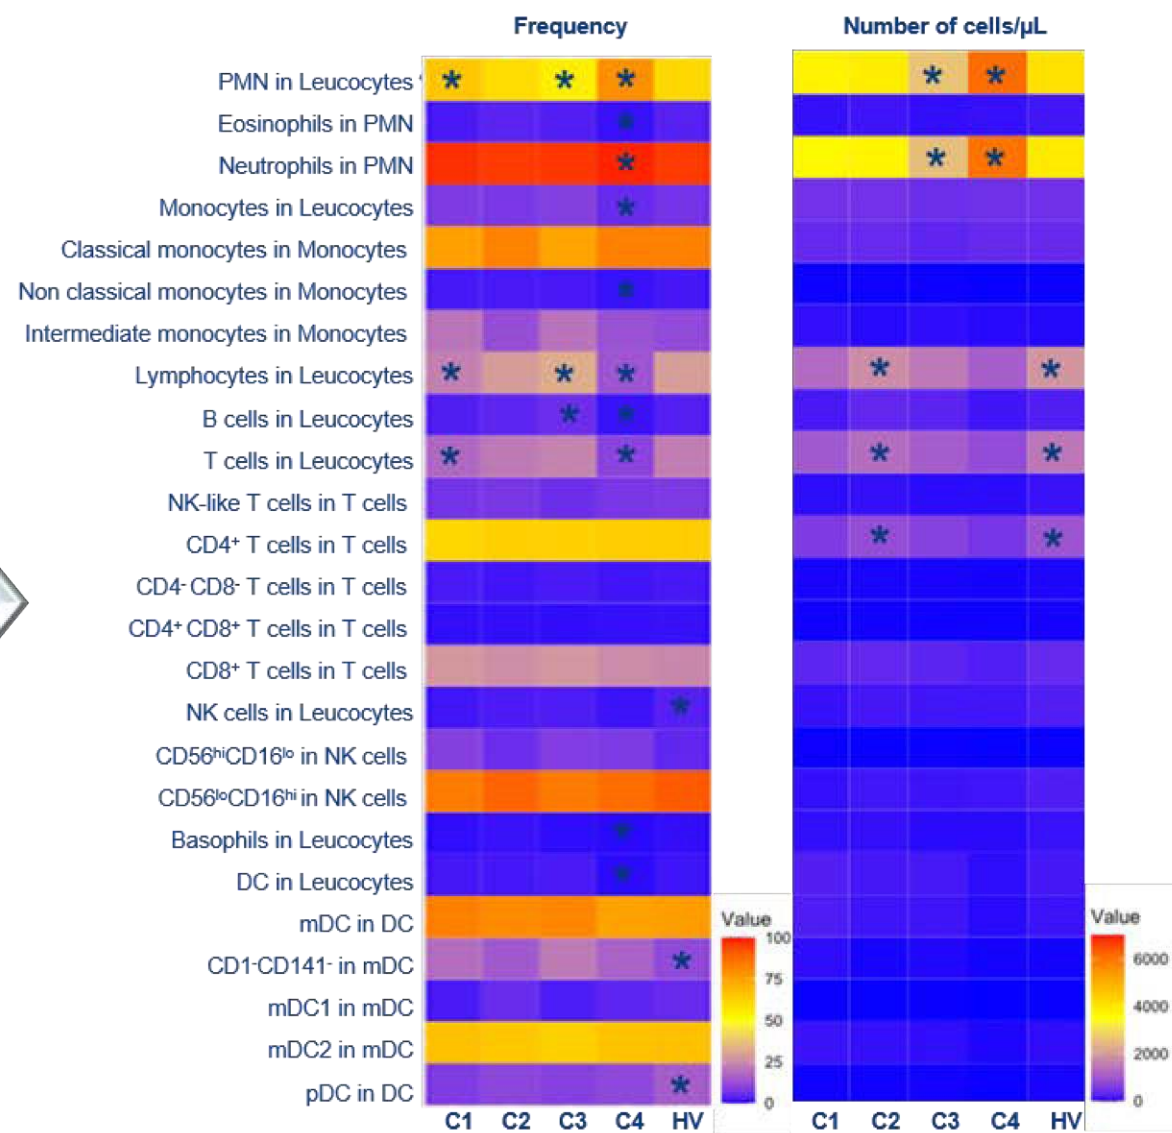 Frequency
Number of cells/µL
PMN in Leucocytes
Eosinophils in PMN
Neutrophils in PMN
Monocytes in Leucocytes
Classical monocytes in Monocytes
Non classical monocytes in Monocytes
Intermediate monocytes in Monocytes
Lymphocytes in Leucocytes
B cells in Leucocytes
T cells in Leucocytes
NK-like T cells in T cells
CD4⁺ T cells in T cells
CD4⁻ CD8⁻ T cells in T cells
CD4⁺ CD8⁺ T cells in T cells
CD8⁺ T cells in T cells
NK cells in Leucocytes
CD56ʰⁱCD16ˡᵒ in NK cells
CD56ˡᵒCD16ʰⁱ in NK cells
Basophils in Leucocytes
DC in Leucocytes
mDC in DC
CD1⁻CD141⁻ in mDC
mDC1 in mDC
mDC2 in mDC
pDC in DC
C1 C2 C3 C4 HV
Value
100
75
50
25
0
C1 C2 C3 C4 HV
Value
6000
4000
2000
0